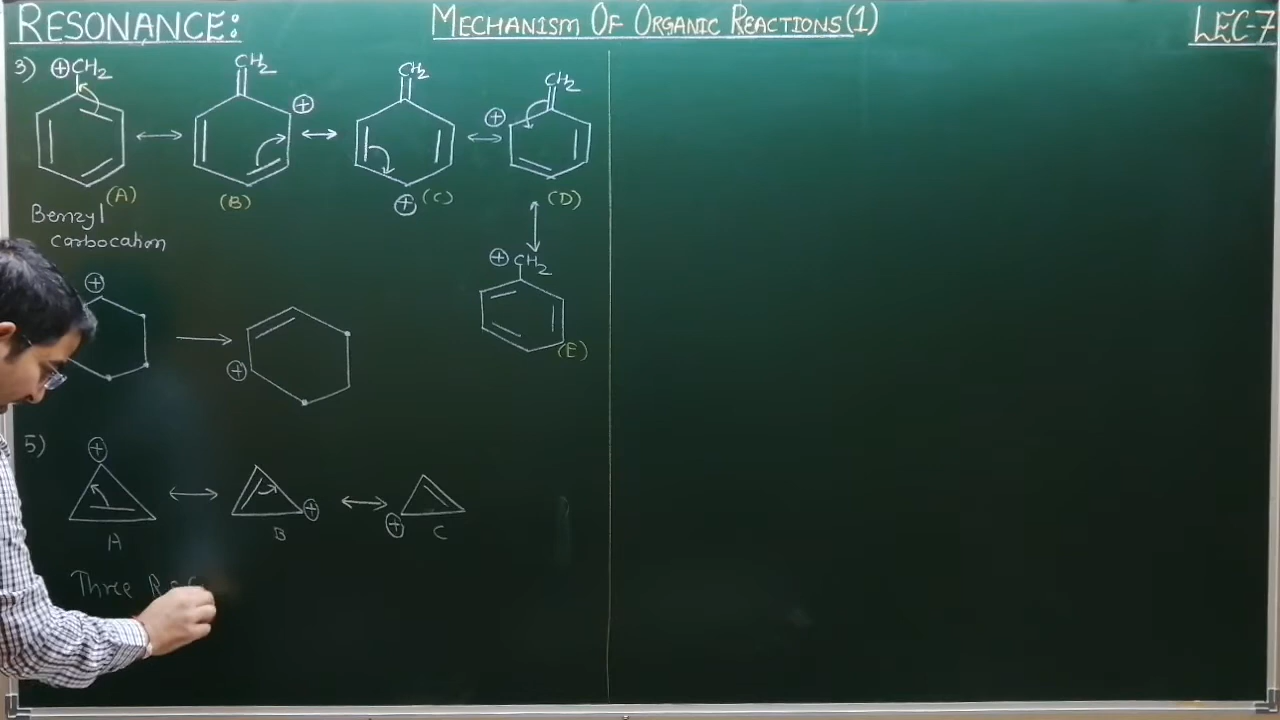 RESONANCE:
MECHANISM OF ORGANIC REACTIONS(1)
LEC-7
3) ⊕CH2
CH2
⊕
CH2
⊕
CH2
⊕
(A)
(B)
(C)
(D)
Benzyl
carbocation
⊕CH2
(E)
⊕
⊕
5)
⊕
⊕
⊕
A
B
C
Three